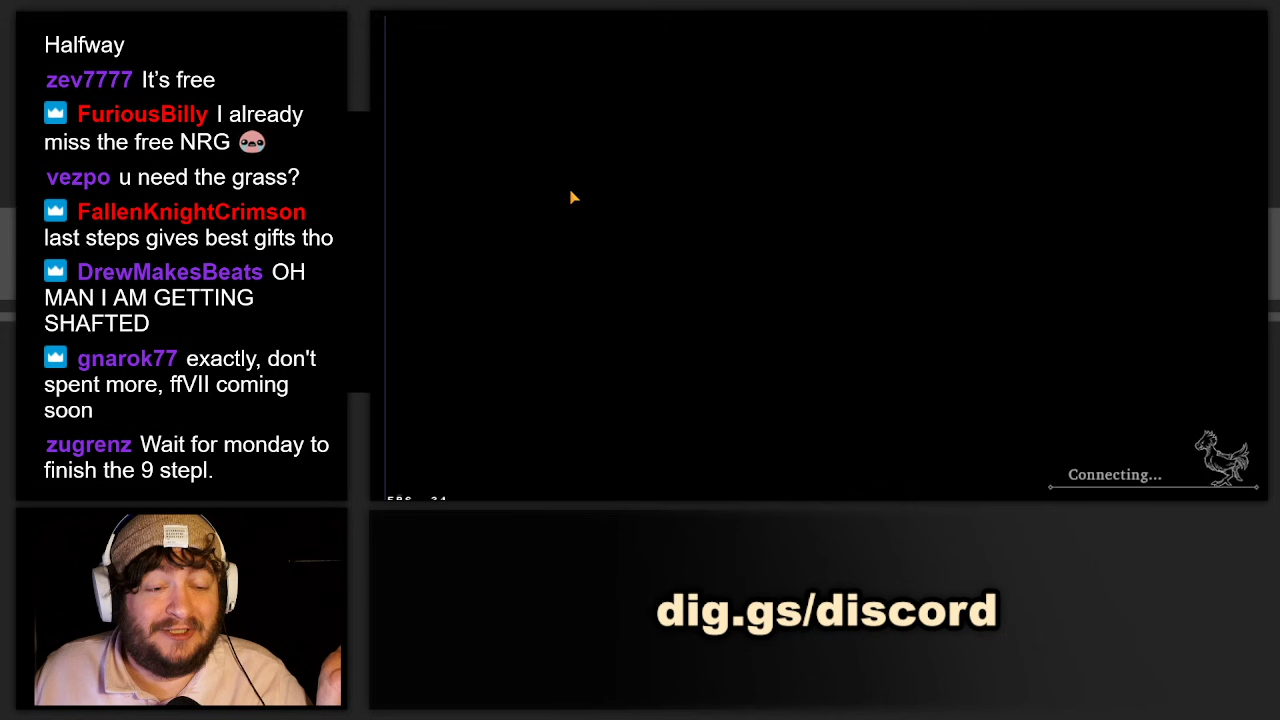 Halfway
zev7777 It’s free
FuriousBilly I already
miss the free NRG
vezpo u need the grass?
FallenKnightCrimson
last steps gives best gifts tho
DrewMakesBeats OH
MAN I AM GETTING
SHAFTED
gnarok77 exactly, don't
spent more, ffVII coming
soon
zugrenz Wait for monday to
finish the 9 stepl.
Connecting...
dig.gs/discord